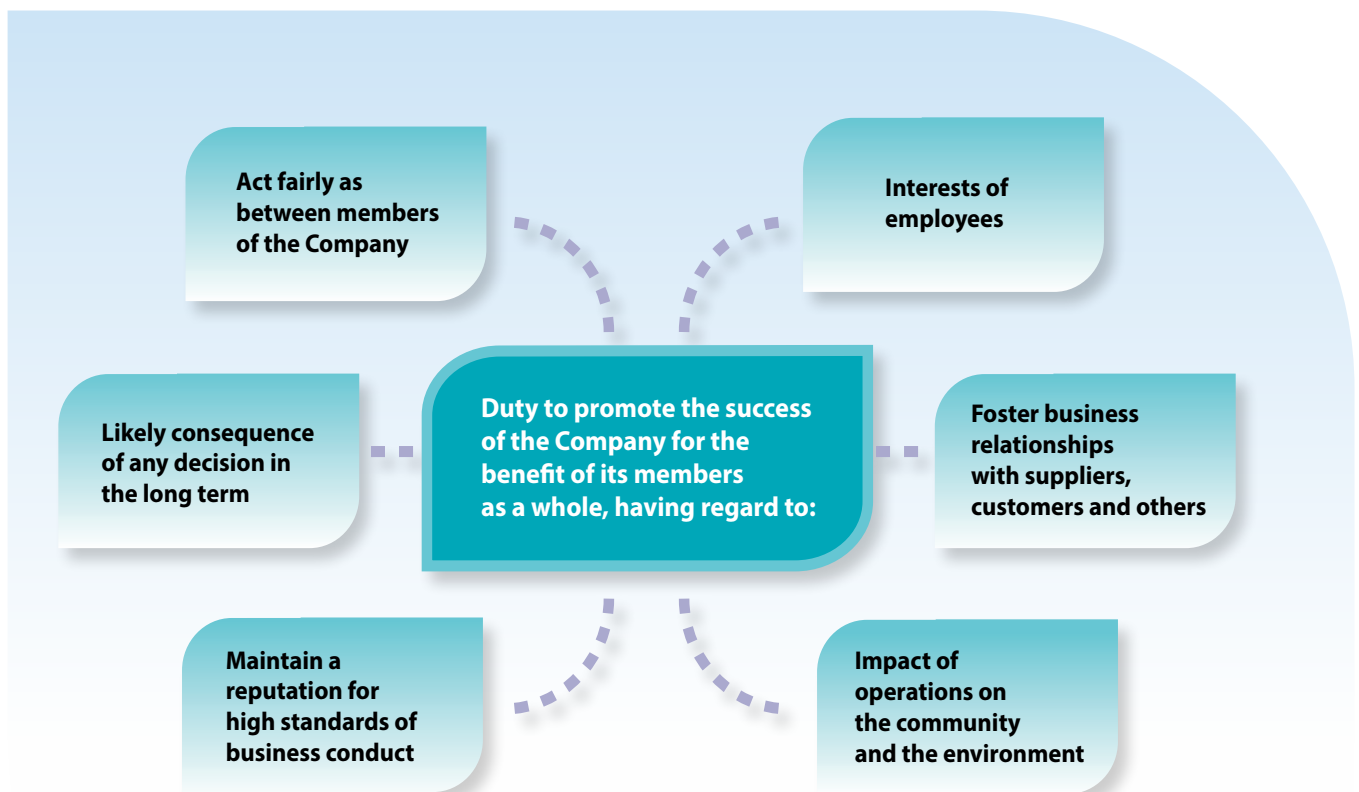 Act fairly as
between members
of the Company
Interests of
employees
Likely consequence
of any decision in
the long term
Duty to promote the success
of the Company for the
benefit of its members
as a whole, having regard to:
Foster business
relationships
with suppliers,
customers and others
Maintain a
reputation for
high standards of
business conduct
Impact of
operations on
the community
and the environment